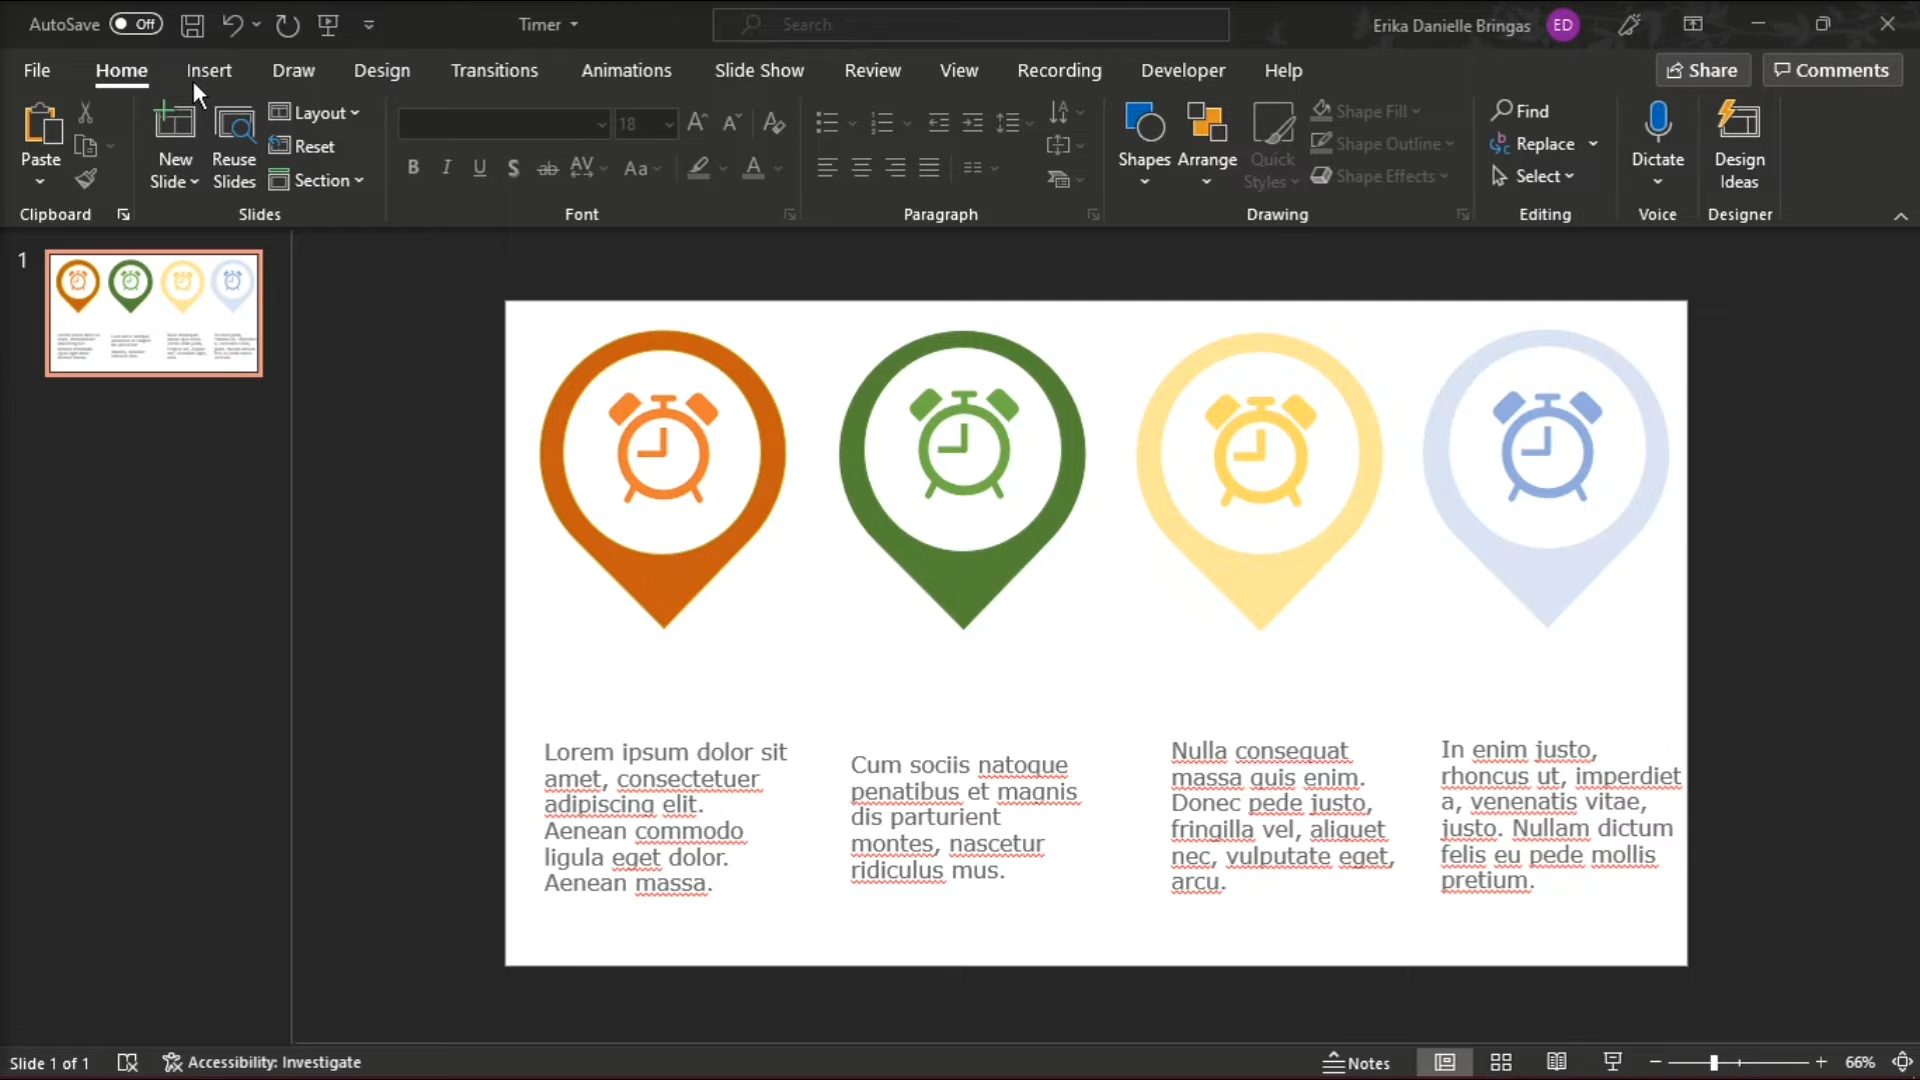 AutoSave Off
Timer
Search
Erika Danielle Bringas
ED
File Home Insert Draw Design Transitions Animations Slide Show Review View Recording Developer Help
Share Comments
Paste
New Slide
Reuse Slides
Layout
Reset
Section
18
B I U S ab AV Aa A
Shapes
Arrange
Quick Styles
Shape Fill
Shape Outline
Shape Effects
Find
Replace
Select
Dictate
Design Ideas
Clipboard Slides Font Paragraph Drawing Editing Voice Designer
1
Lorem ipsum dolor sit
amet, consectetuer
adipiscing elit.
Aenean commodo
ligula eget dolor.
Aenean massa.
Cum sociis natoque
penatibus et magnis
dis parturient
montes, nascetur
ridiculus mus.
Nulla consequat
massa quis enim.
Donec pede justo,
fringilla vel, aliquet
nec, vulputate eget,
arcu.
In enim justo,
rhoncus ut, imperdiet
a, venenatis vitae,
justo. Nullam dictum
felis eu pede mollis
pretium.
Slide 1 of 1 Accessibility: Investigate Notes 66%